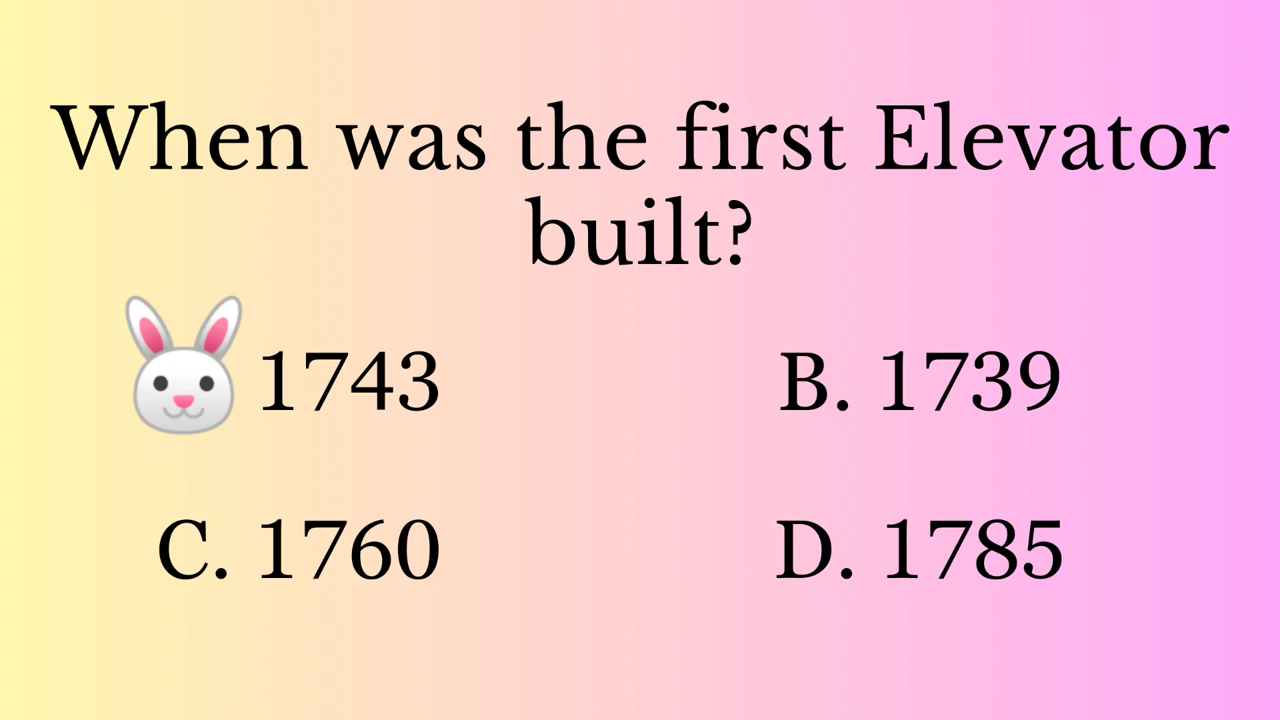 When was the first Elevator
built?
1743
B. 1739
C. 1760
D. 1785